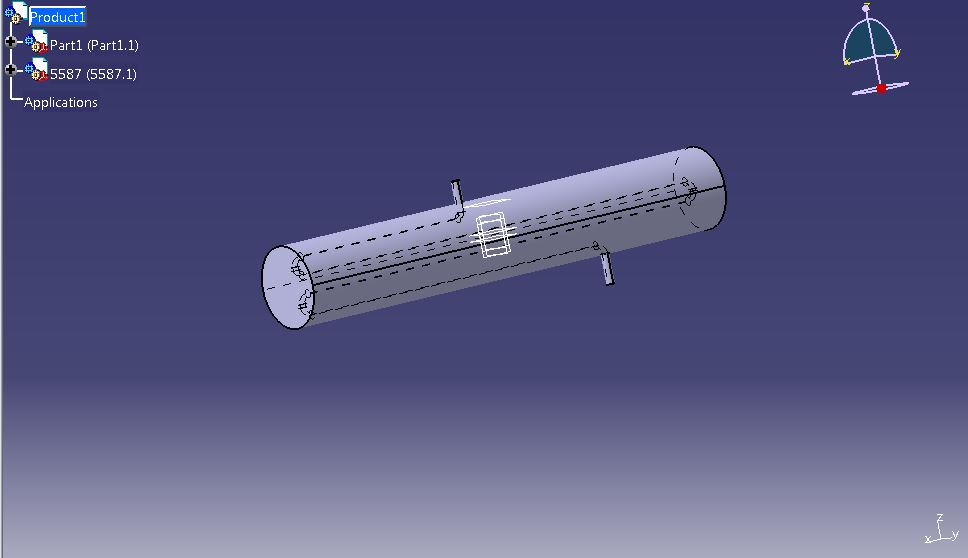 Product1
Part1 (Part1.1)
5587 (5587.1)
Applications
z
x
y
z
x
y